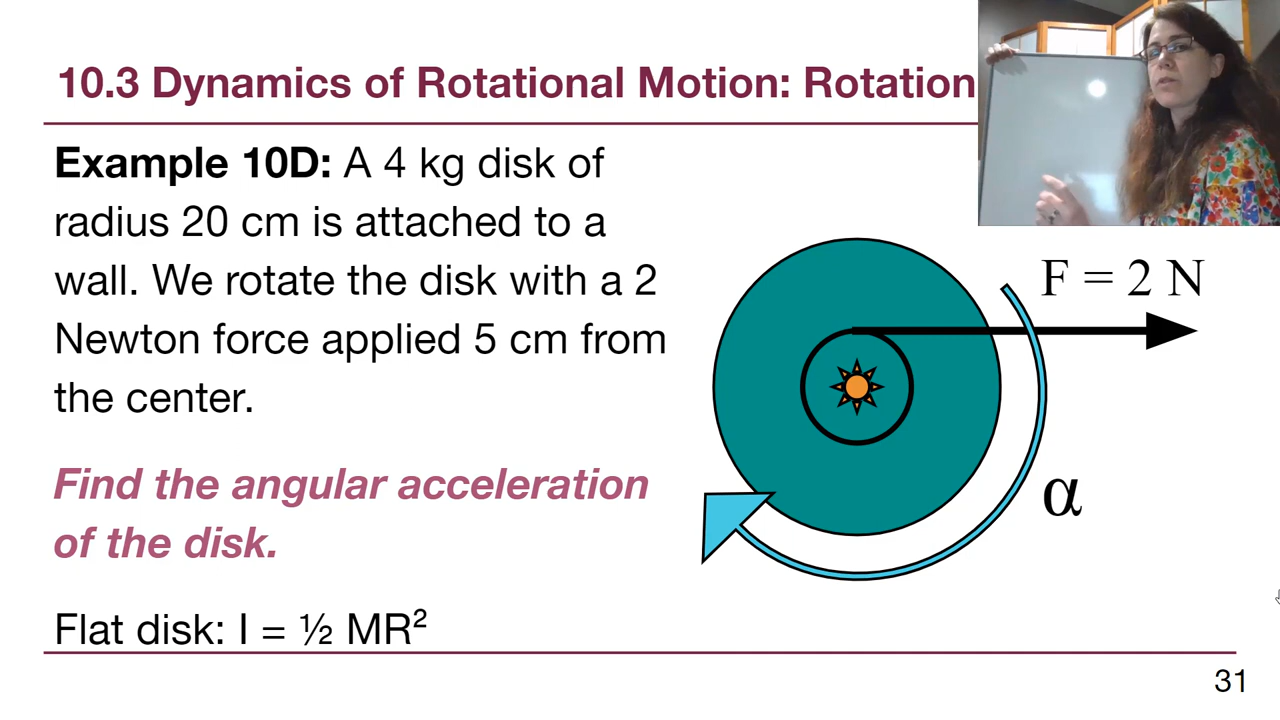 10.3 Dynamics of Rotational Motion: Rotation
Example 10D: A 4 kg disk of
radius 20 cm is attached to a
wall. We rotate the disk with a 2
Newton force applied 5 cm from
the center.
Find the angular acceleration
of the disk.
Flat disk: I = ½ MR²
F = 2 N
α
31